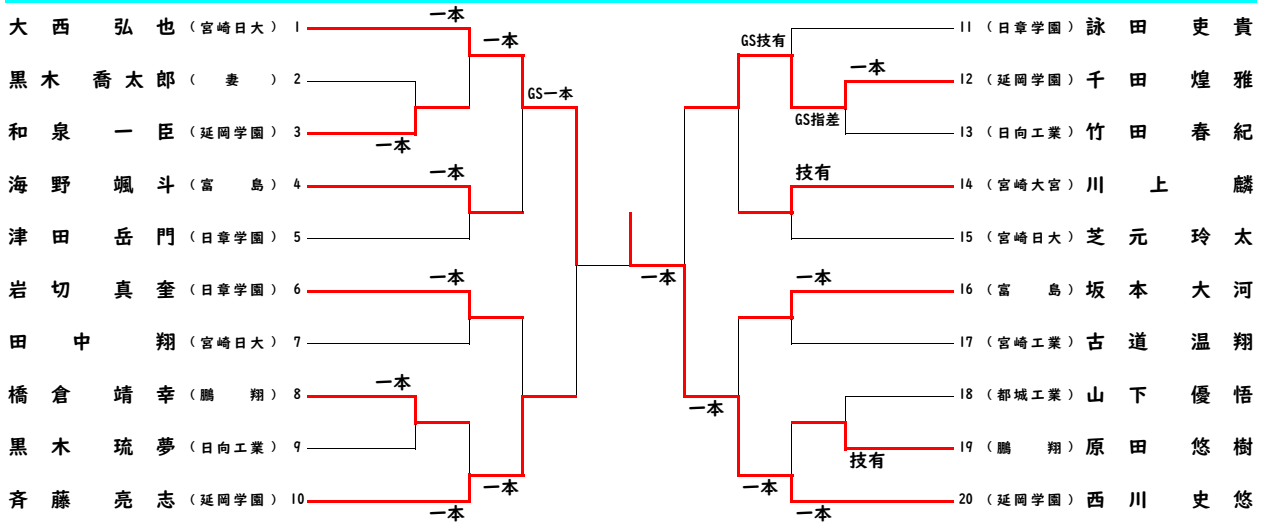 大西弘也（宮崎日大）1
黒木喬太郎（妻）2
和泉一臣（延岡学園）3
海野颯斗（富島）4
津田岳門（日章学園）5
岩切真奎（日章学園）6
田中翔（宮崎日大）7
橋倉靖幸（鵬翔）8
黒木琉夢（日向工業）9
斉藤亮志（延岡学園）10
一本
一本
一本
GS一本
一本
一本
一本
一本
一本
一本
一本
GS技有
一本
GS指差
技有
一本
一本
技有
一本
11（日章学園）詠田吏貴
12（延岡学園）千田煌雅
13（日向工業）竹田春紀
14（宮崎大宮）川上麟
15（宮崎日大）芝元玲太
16（富島）坂本大河
17（宮崎工業）古道温翔
18（都城工業）山下優悟
19（鵬翔）原田悠樹
20（延岡学園）西川史悠